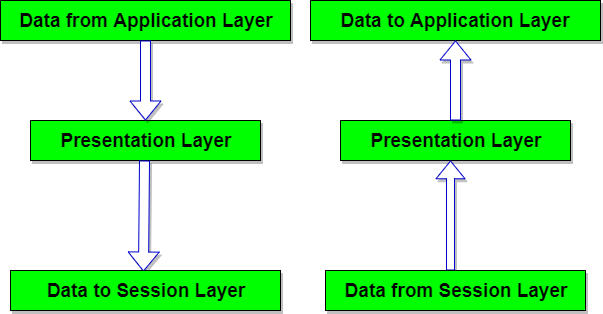 Data from Application Layer
Data to Application Layer
Presentation Layer
Presentation Layer
Data to Session Layer
Data from Session Layer